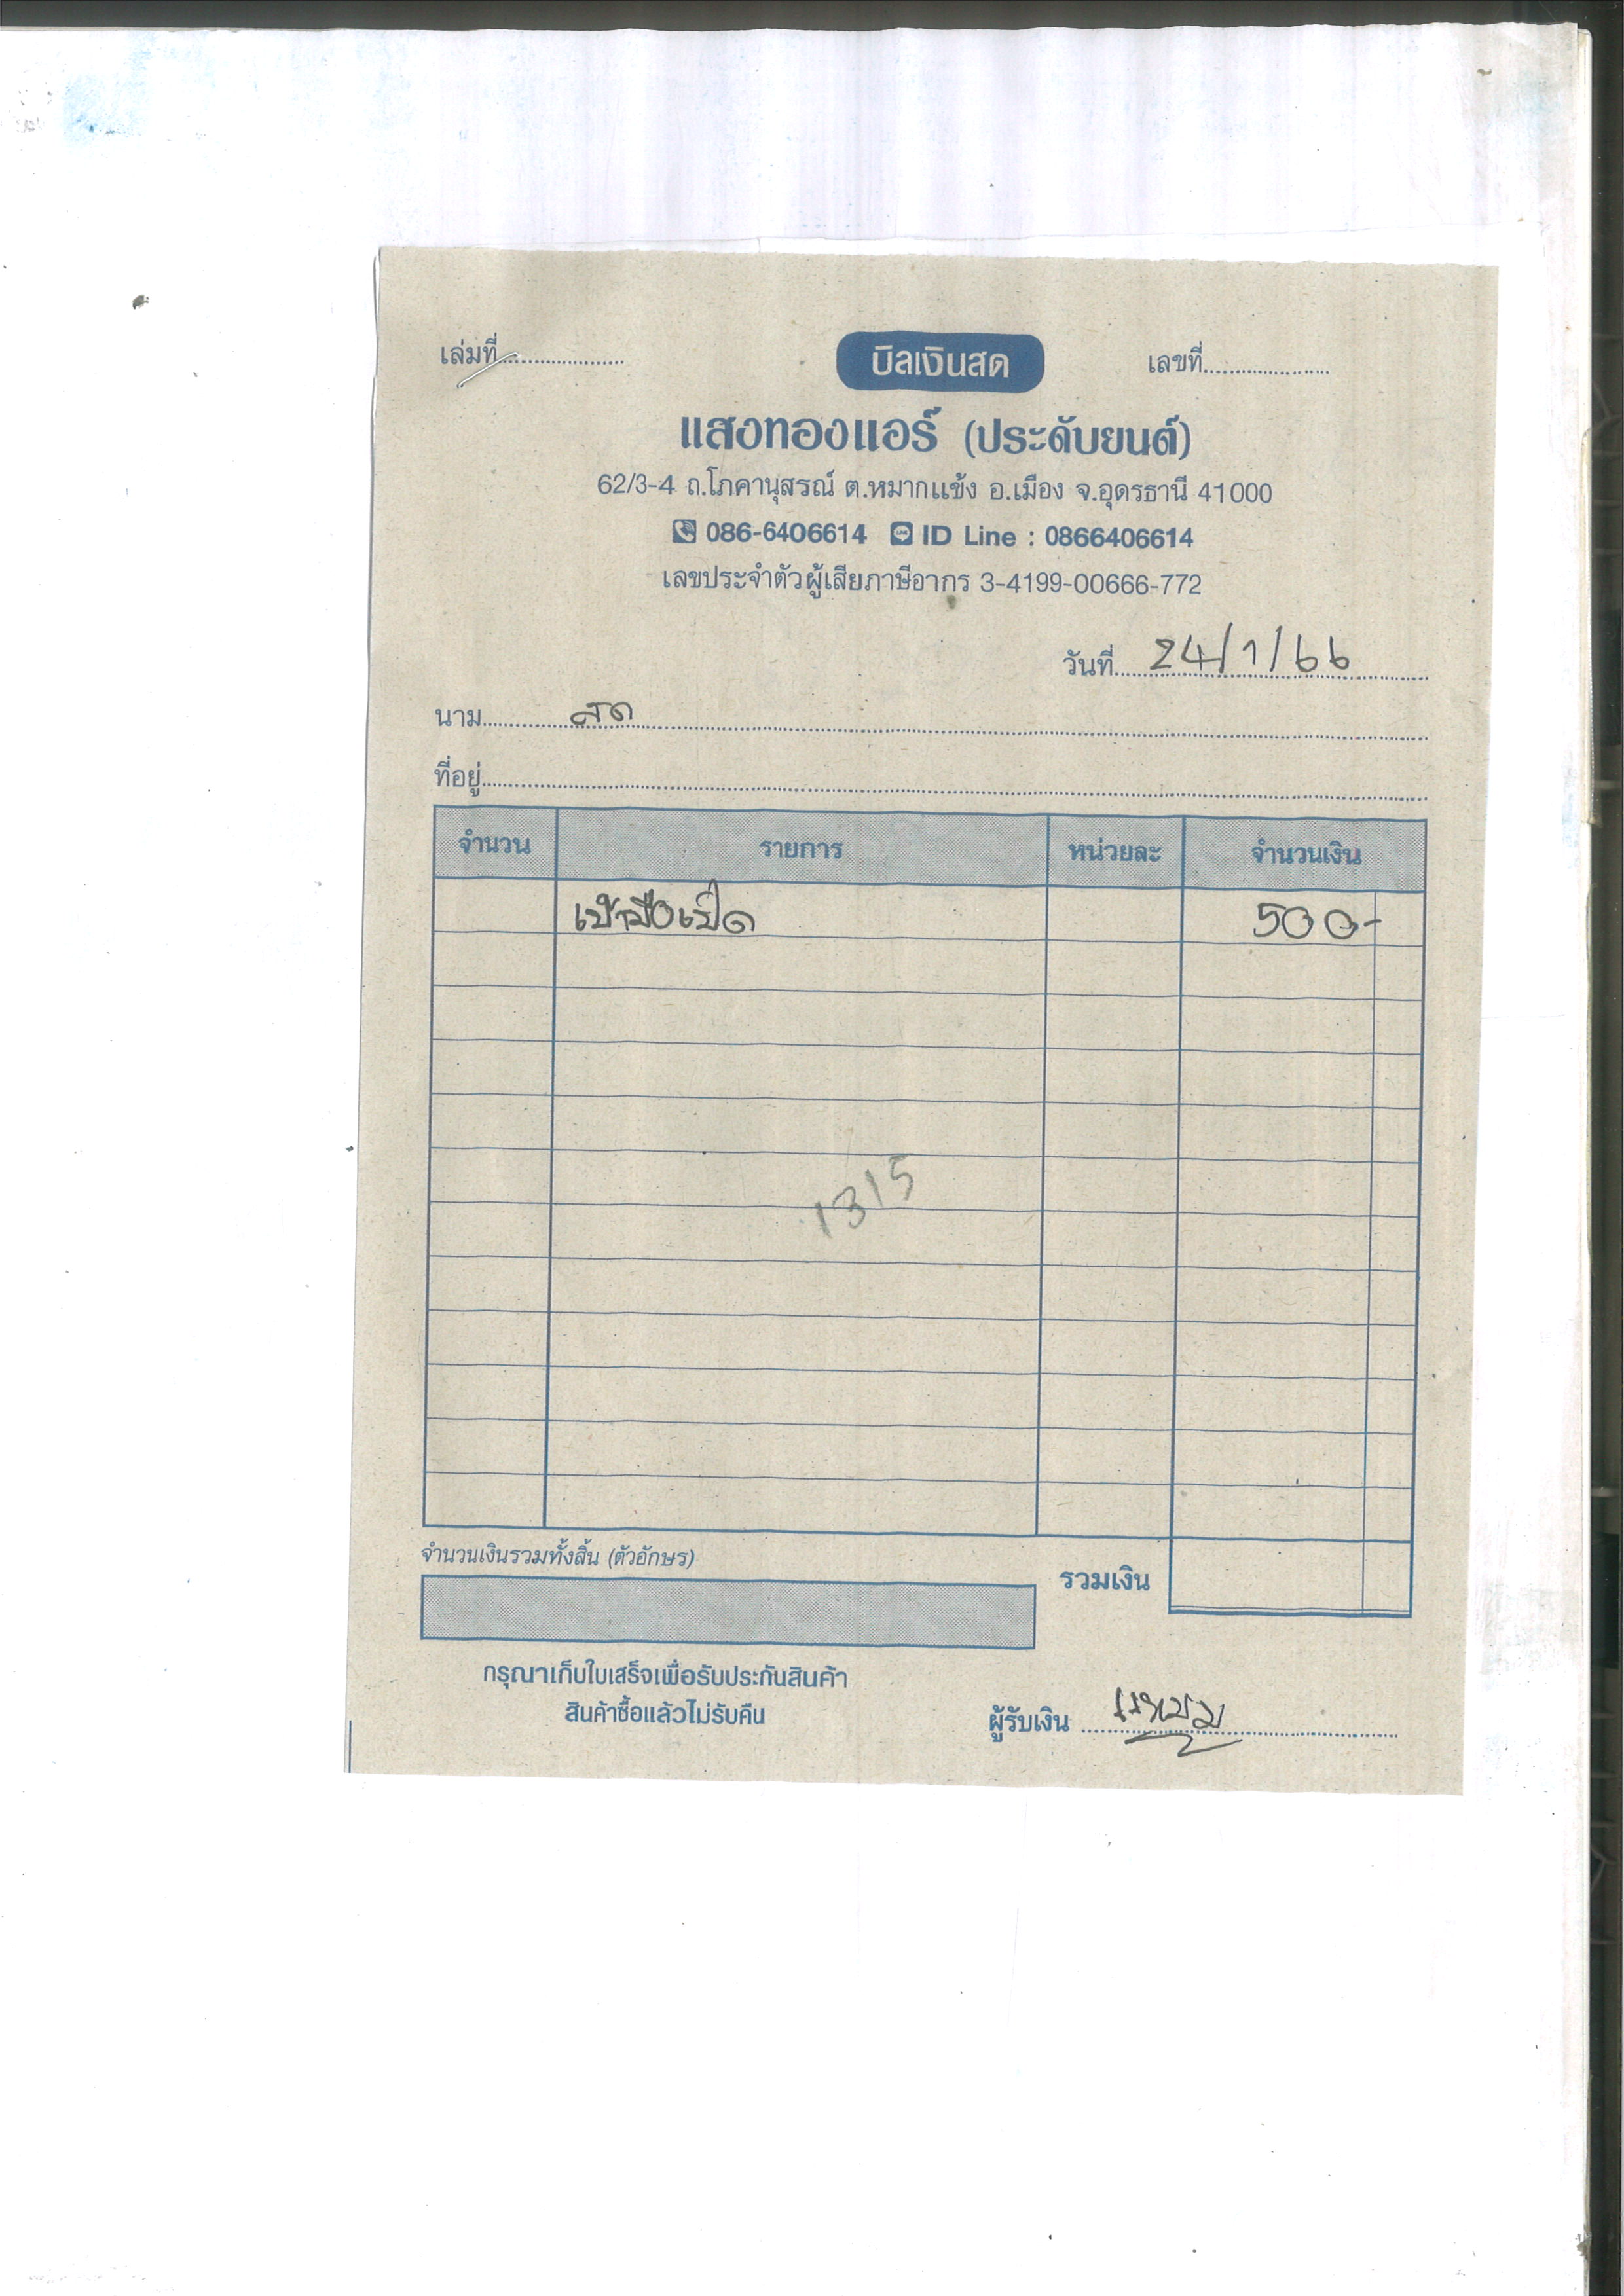 เล่มที่....................
บิลเงินสด
เลขที่....................
แสงทองแอร์ (ประดับยนต์)
62/3-4 ถ.โภคานุสรณ์ ต.หมากแข้ง อ.เมือง จ.อุดรธานี 41000
086-6406614 ID Line : 0866406614
เลขประจำตัวผู้เสียภาษีอากร 3-4199-00666-772
วันที่ 24/1/66
นาม สด
ที่อยู่
จำนวน รายการ หน่วยละ จำนวนเงิน
เบ้ามือเปิด 500-
1315
จำนวนเงินรวมทั้งสิ้น (ตัวอักษร)
รวมเงิน
กรุณาเก็บใบเสร็จเพื่อรับประกันสินค้า
สินค้าซื้อแล้วไม่รับคืน
ผู้รับเงิน